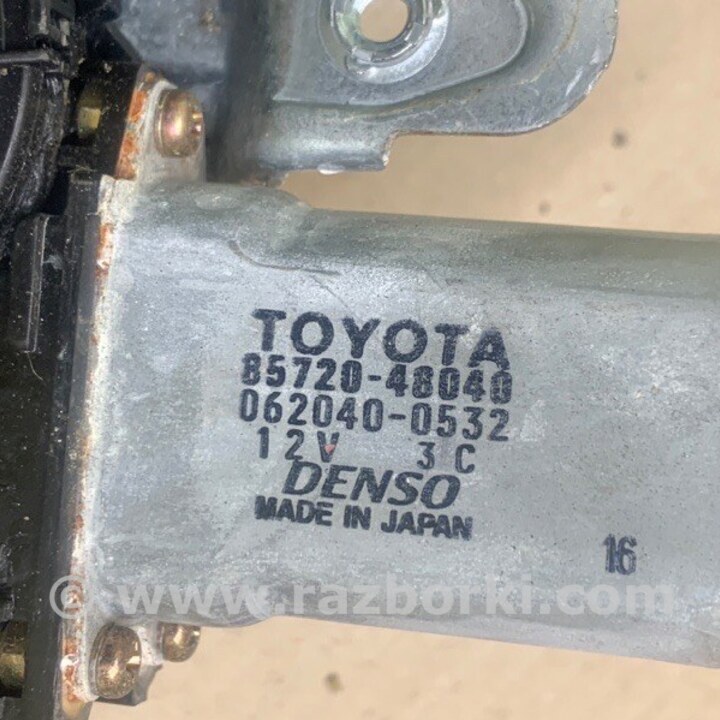 TOYOTA
85720-48040
062040-0532
12V 3C
DENSO
MADE IN JAPAN
16
© www.razborki.com